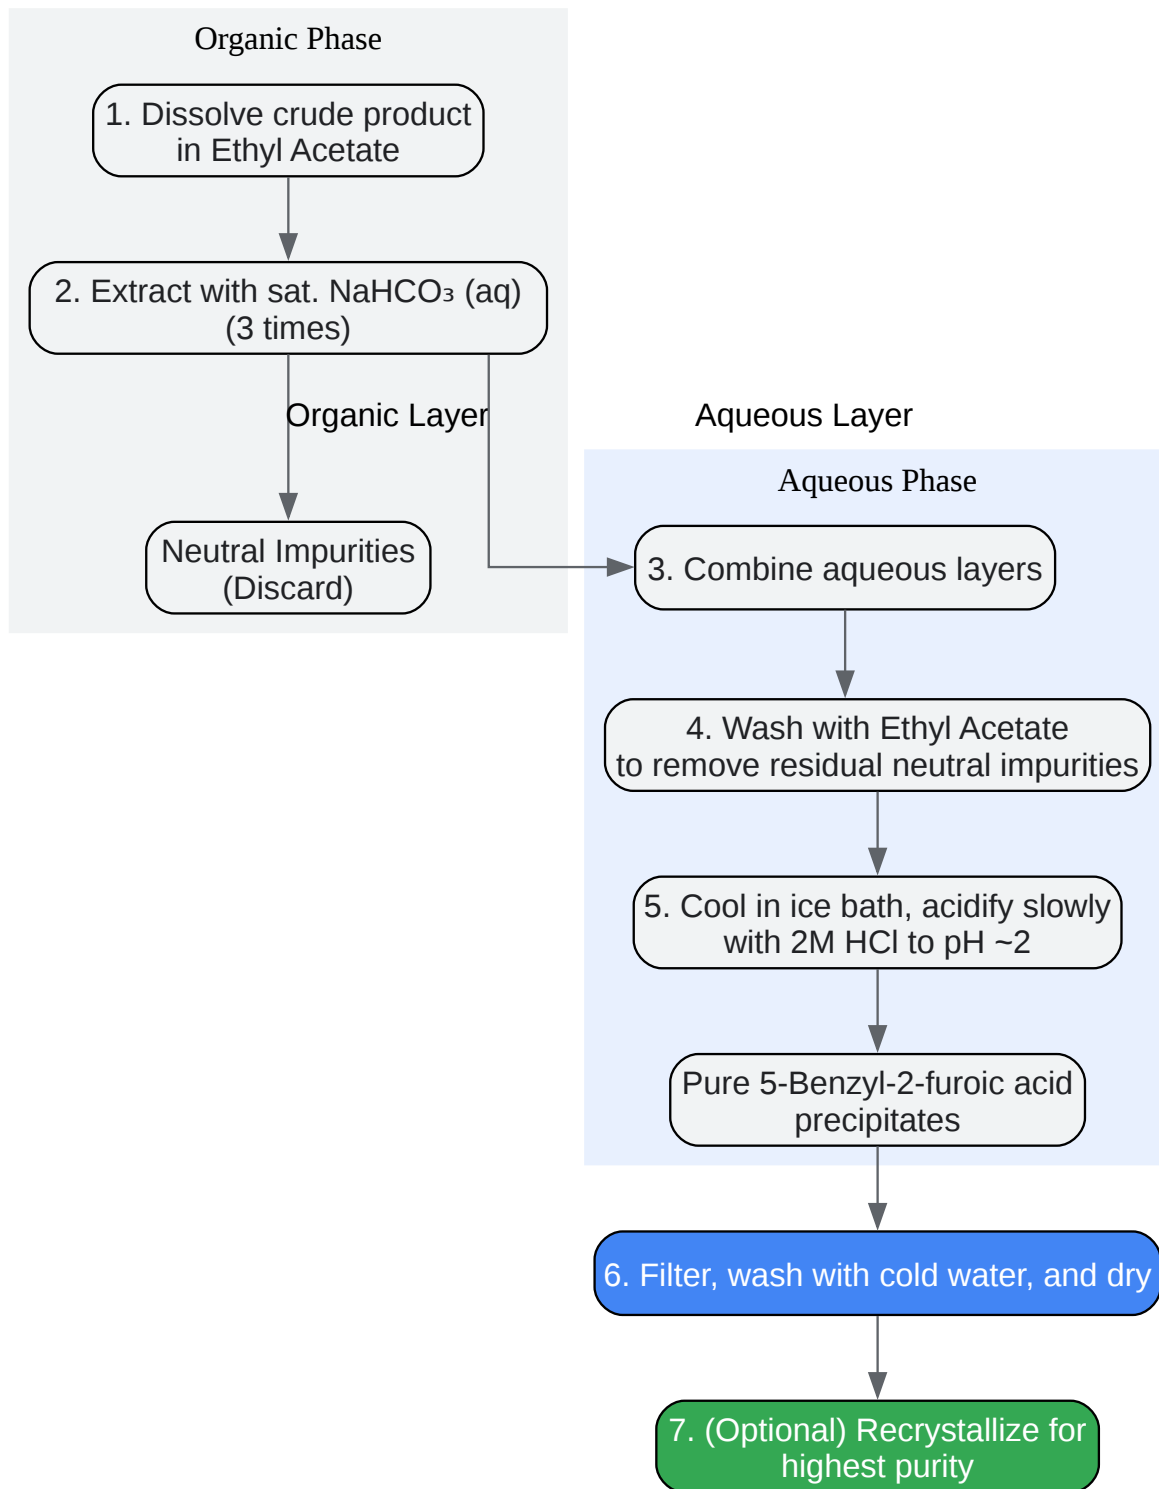 Organic Phase
1. Dissolve crude product
in Ethyl Acetate
2. Extract with sat. NaHCO₃ (aq)
(3 times)
Organic Layer
Aqueous Layer
Neutral Impurities
(Discard)
Aqueous Phase
3. Combine aqueous layers
4. Wash with Ethyl Acetate
to remove residual neutral impurities
5. Cool in ice bath, acidify slowly
with 2M HCl to pH ~2
Pure 5-Benzyl-2-furoic acid
precipitates
6. Filter, wash with cold water, and dry
7. (Optional) Recrystallize for
highest purity